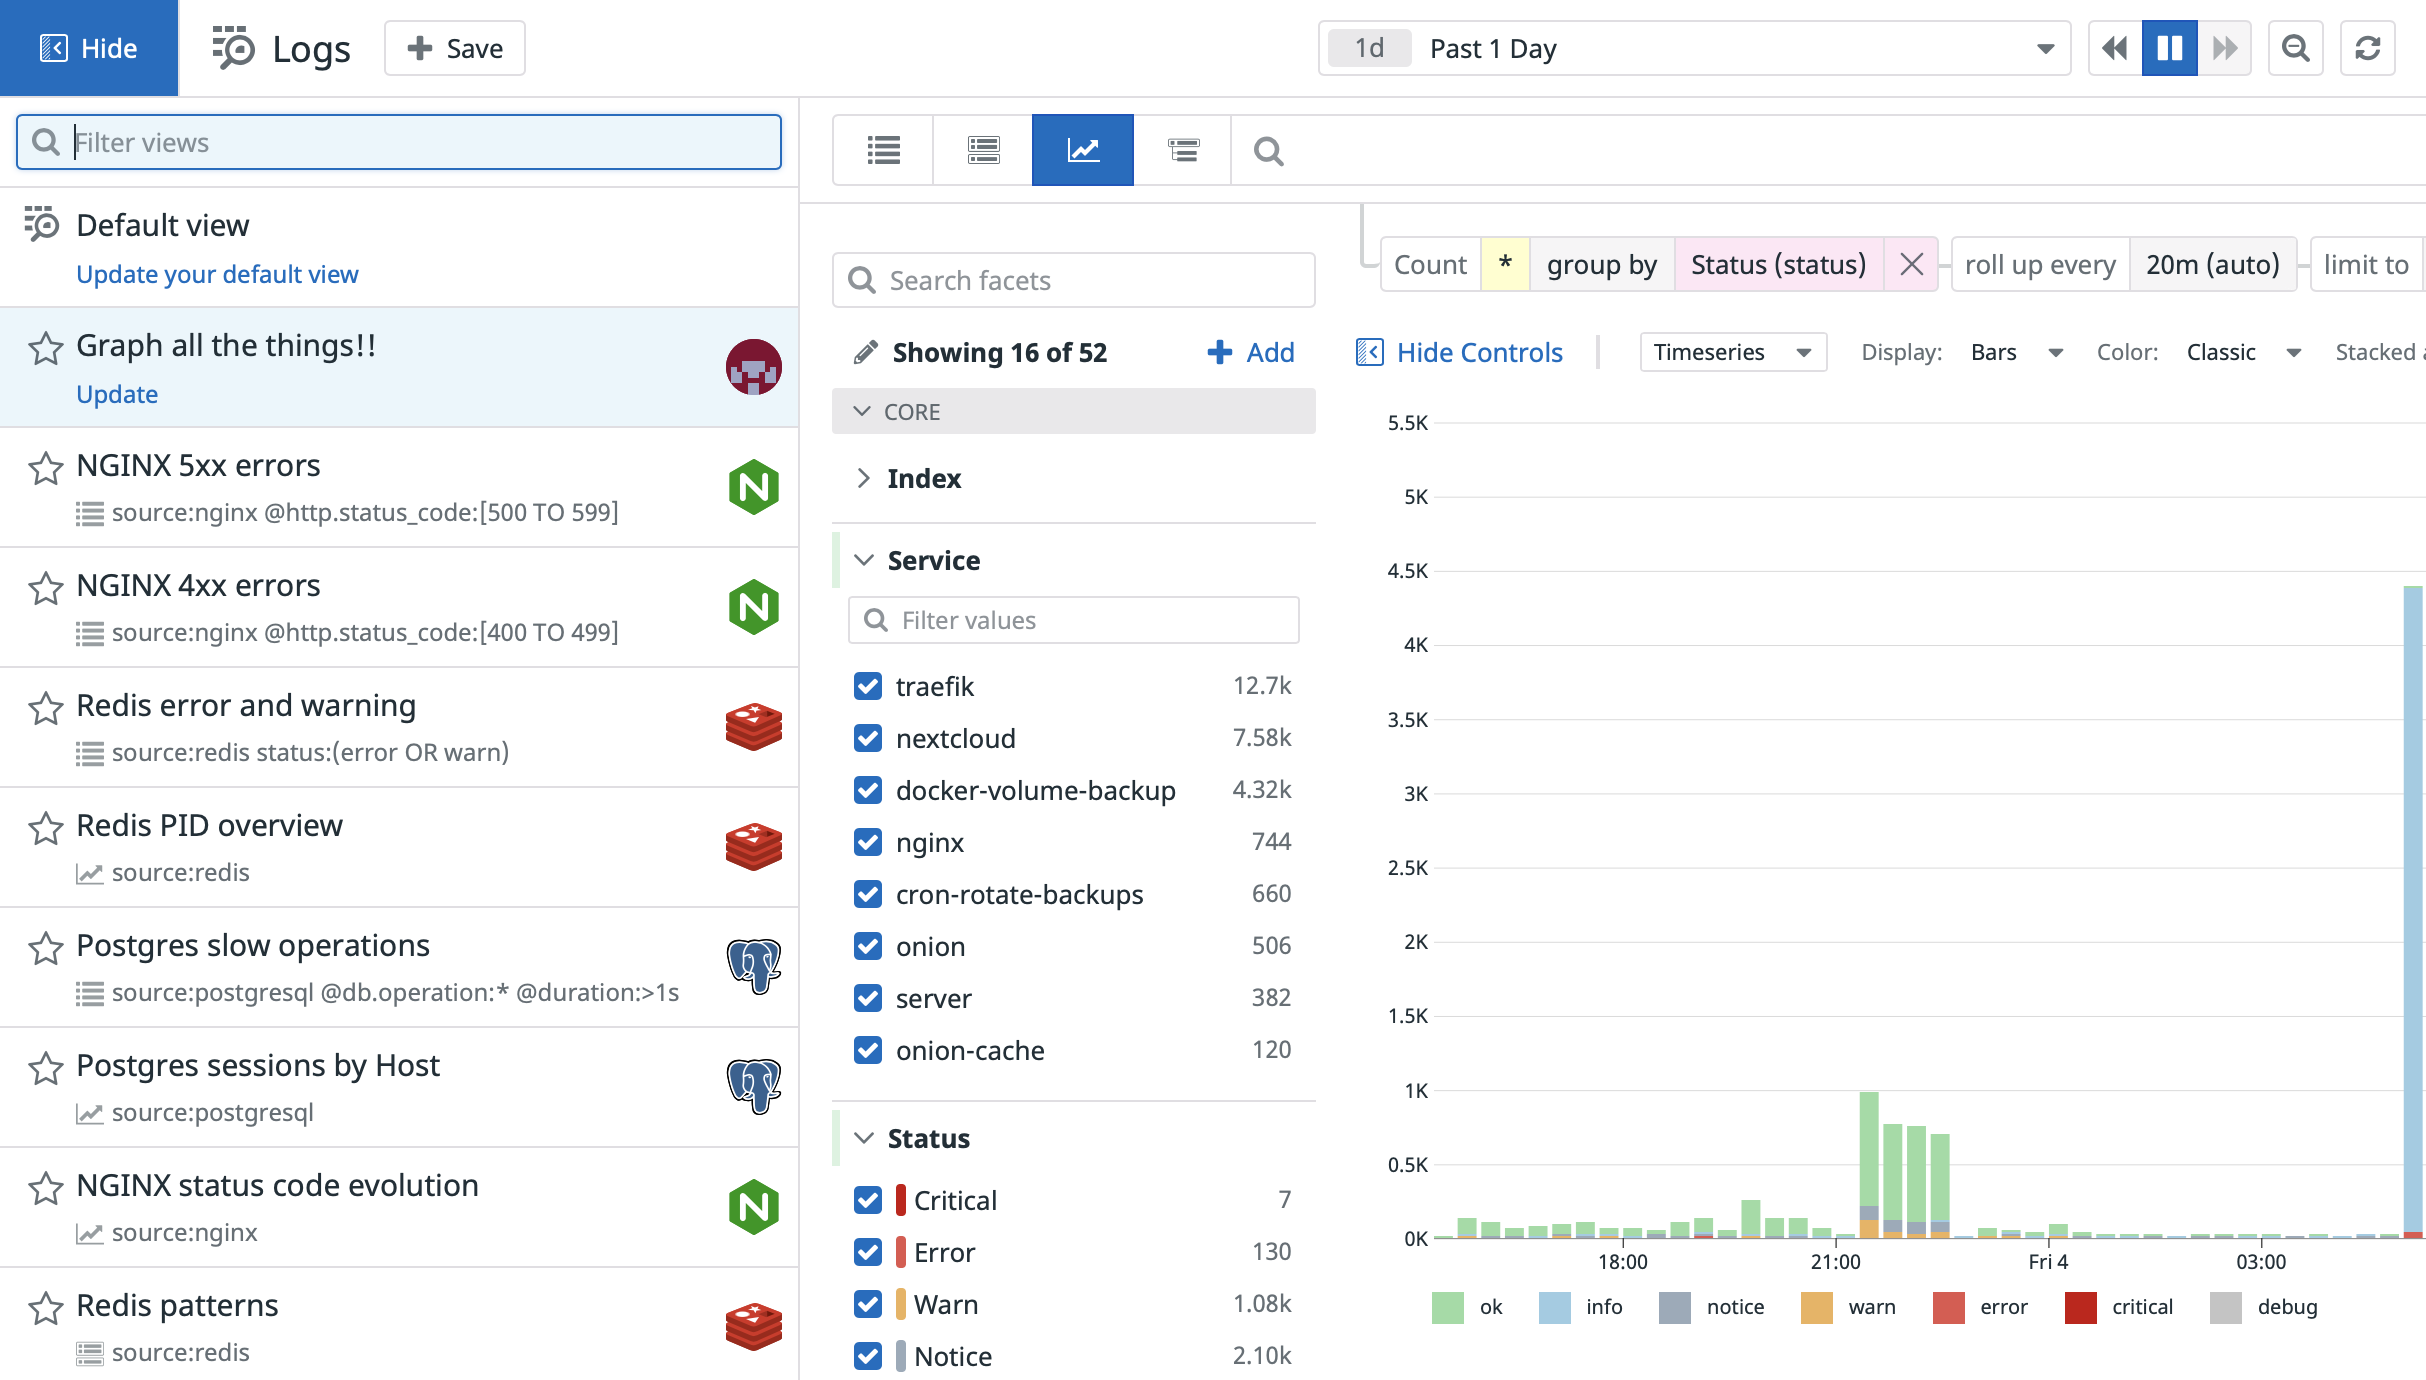 Hide
Logs
+ Save
1d Past 1 Day
Filter views
Default view
Update your default view
Graph all the things!!
Update
NGINX 5xx errors
source:nginx @http.status_code:[500 TO 599]
NGINX 4xx errors
source:nginx @http.status_code:[400 TO 499]
Redis error and warning
source:redis status:(error OR warn)
Redis PID overview
source:redis
Postgres slow operations
source:postgresql @db.operation:* @duration:>1s
Postgres sessions by Host
source:postgresql
NGINX status code evolution
source:nginx
Redis patterns
source:redis
Search facets
Showing 16 of 52
+ Add
CORE
Index
Service
Filter values
traefik 12.7k
nextcloud 7.58k
docker-volume-backup 4.32k
nginx 744
cron-rotate-backups 660
onion 506
server 382
onion-cache 120
Status
Critical 7
Error 130
Warn 1.08k
Notice 2.10k
Count * group by Status (status) roll up every 20m (auto) limit to
Hide Controls Timeseries Display: Bars Color: Classic Stacked
5.5K
5K
4.5K
4K
3.5K
3K
2.5K
2K
1.5K
1K
0.5K
0K
18:00 21:00 Fri 4 03:00
ok info notice warn error critical debug